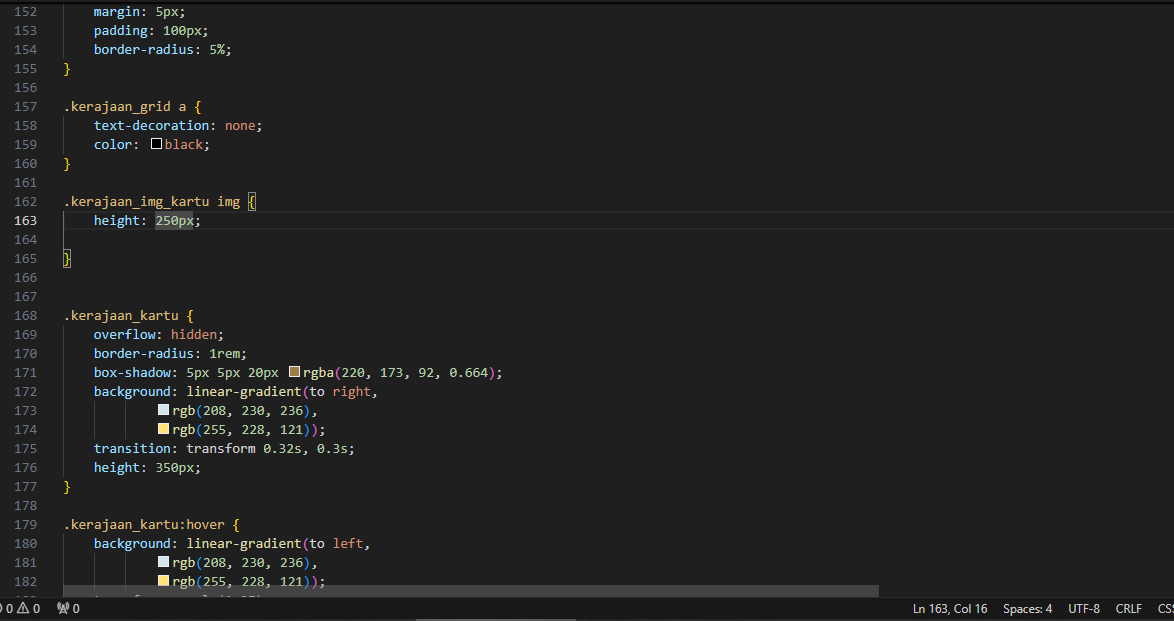 152 margin: 5px;
153 padding: 100px;
154 border-radius: 5%;
155 }
156
157 .kerajaan_grid a {
158 text-decoration: none;
159 color: black;
160 }
161
162 .kerajaan_img_kartu img {
163 height: 250px;
164
165 }
166
167
168 .kerajaan_kartu {
169 overflow: hidden;
170 border-radius: 1rem;
171 box-shadow: 5px 5px 20px rgba(220, 173, 92, 0.664);
172 background: linear-gradient(to right,
173 rgb(208, 230, 236),
174 rgb(255, 228, 121));
175 transition: transform 0.32s, 0.3s;
176 height: 350px;
177 }
178
179 .kerajaan_kartu:hover {
180 background: linear-gradient(to left,
181 rgb(208, 230, 236),
182 rgb(255, 228, 121));
0 0 0 Ln 163, Col 16 Spaces: 4 UTF-8 CRLF CSS